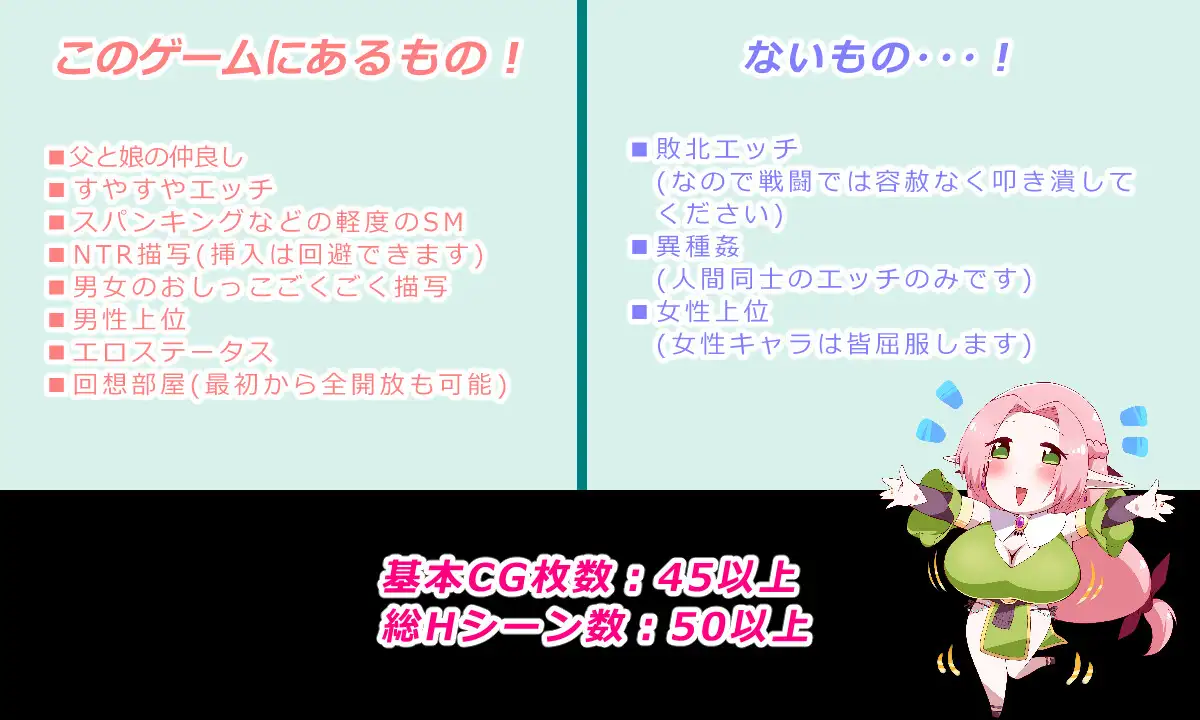 このゲームにあるもの！
■父と娘の仲良し
■すやすやエッチ
■スパンキングなどの軽度のSM
■NTR描写(挿入は回避できます)
■男女のおしっこごくごく描写
■男性上位
■エロステータス
■回想部屋(最初から全開放も可能)
ないもの･･･！
■敗北エッチ
(なので戦闘では容赦なく叩き潰して
ください)
■異種姦
(人間同士のエッチのみです)
■女性上位
(女性キャラは皆屈服します)
基本CG枚数：45以上
総Hシーン数：50以上